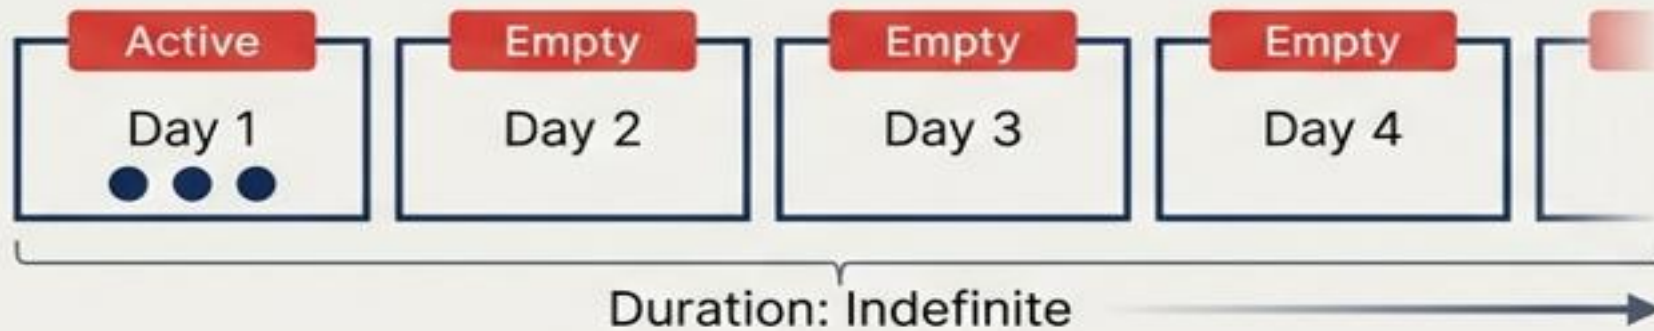 Active Empty Empty Empty
Day 1 Day 2 Day 3 Day 4
Duration: Indefinite